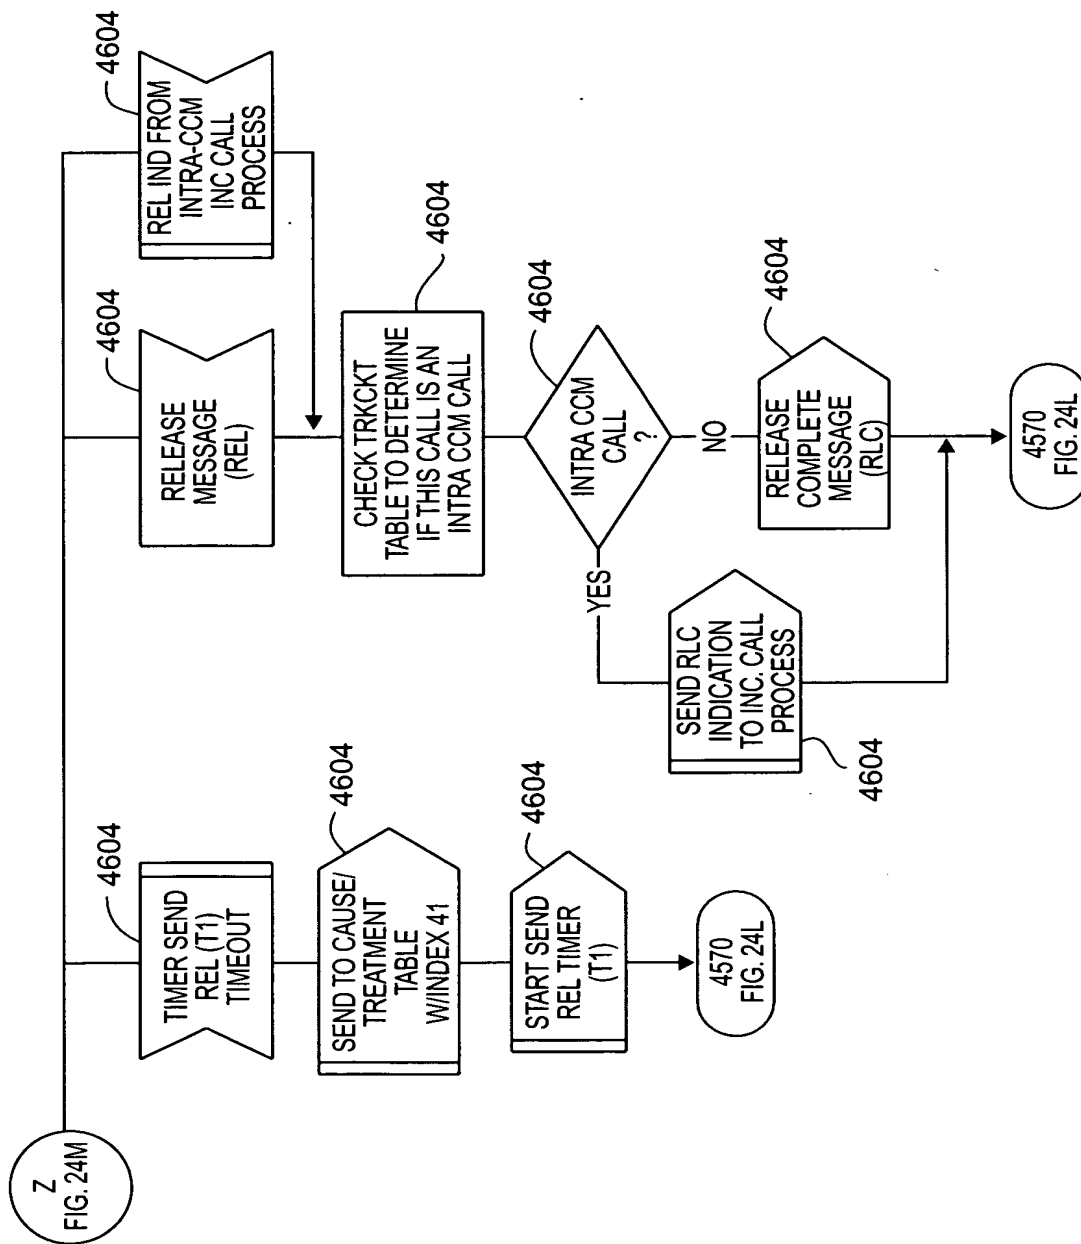 Z
FIG. 24M
4604
TIMER SEND
REL (T1)
TIMEOUT
4604
SEND TO CAUSE/
TREATMENT
TABLE
W/INDEX 41
4604
START SEND
REL TIMER
(T1)
4570
FIG. 24L
4604
RELEASE
MESSAGE
(REL)
4604
REL IND FROM
INTRA-CCM
INC CALL
PROCESS
4604
CHECK TRKCKT
TABLE TO DETERMINE
IF THIS CALL IS AN
INTRA CCM CALL
4604
INTRA CCM
CALL
?
YES
NO
SEND RLC
INDICATION
TO INC. CALL
PROCESS
4604
4604
RELEASE
COMPLETE
MESSAGE
(RLC)
4570
FIG. 24L